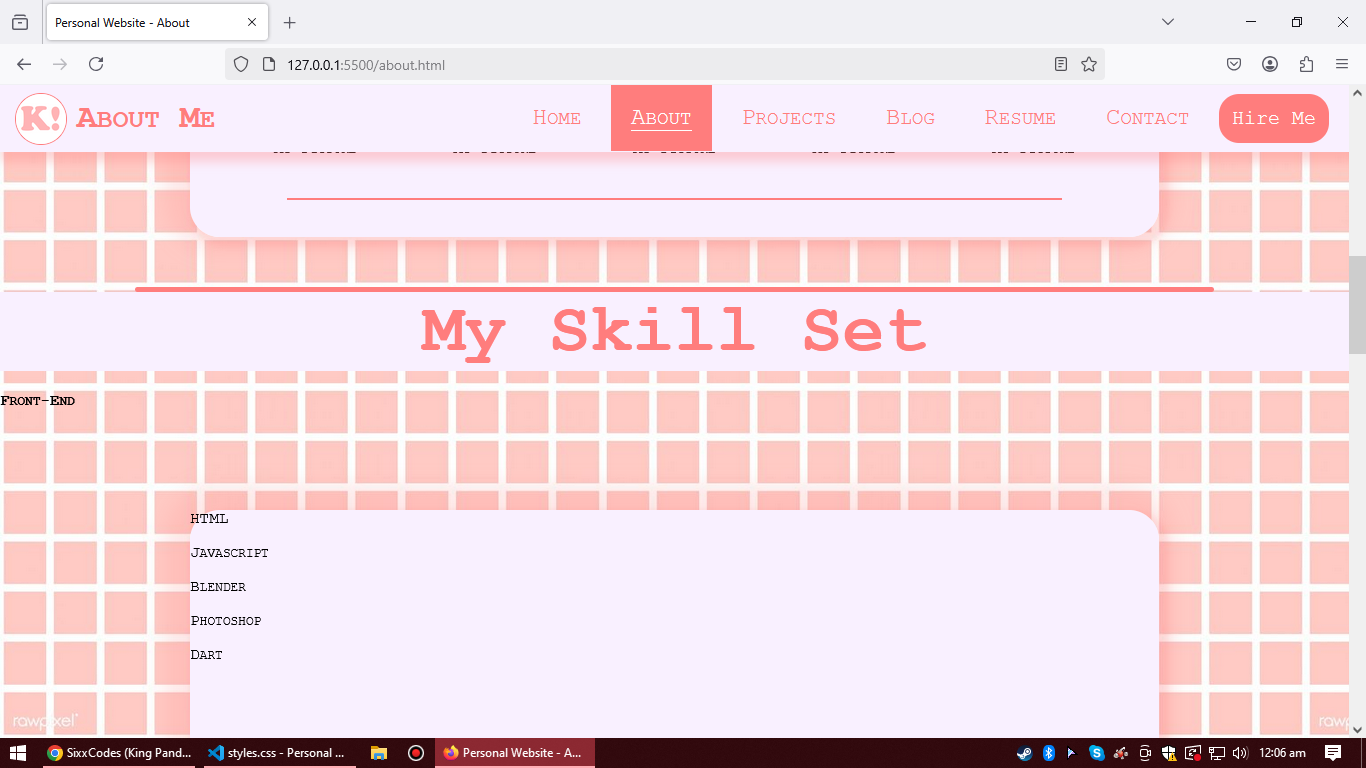 Personal Website - About
127.0.0.1:5500/about.html
K! About Me
Home
About
Projects
Blog
Resume
Contact
Hire Me
My Skill Set
Front-End
HTML
Javascript
Blender
Photoshop
Dart
rawpixel
SixxCodes (King Pand...
styles.css - Personal ...
Personal Website - A...
12:06 am